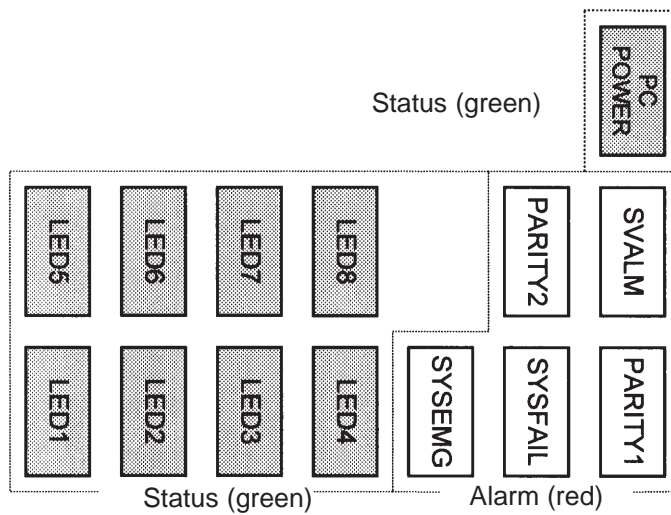 PC
POWER
Status (green)
LED5
LED6
LED7
LED8
PARITY2
SVALM
LED1
LED2
LED3
LED4
SYSEMG
SYSFAIL
PARITY1
Status (green)
Alarm (red)